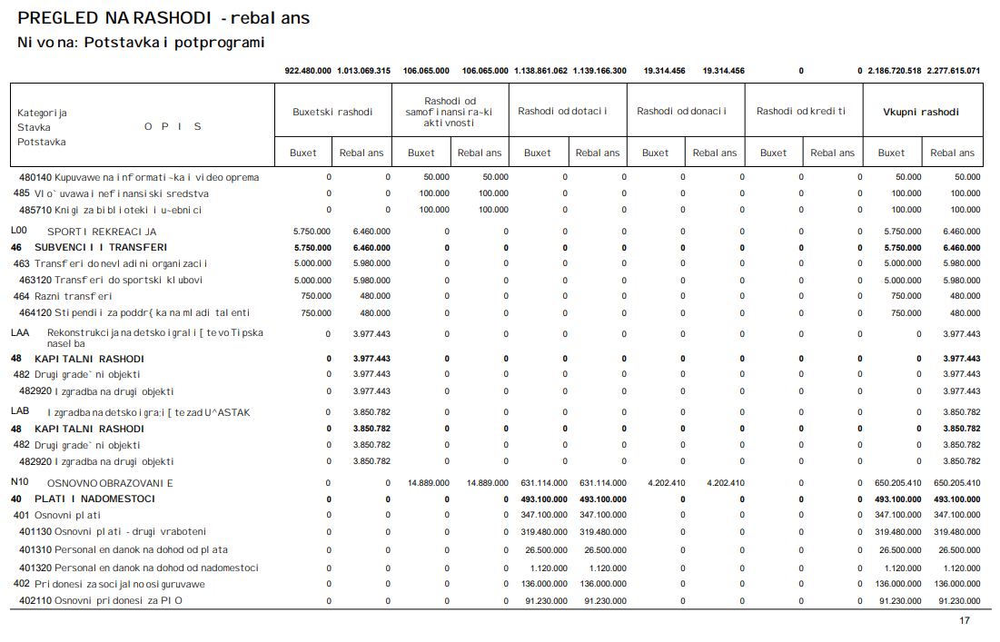 PREGLED NA RASHODI - rebalans
Nivo na: Potstavka i potprogrami
922.480.000 1.013.069.315 106.065.000 106.065.000 1.138.861.062 1.139.166.300 19.314.456 19.314.456 0 0 2.186.720.518 2.277.615.071
Kategorija
Stavka
Potstavka
O P I S
Buxetski rashodi
Rashodi od
samofinansira~ki
aktivnosti
Rashodi od dotacii
Rashodi od donacii
Rashodi od krediti
Vkupni rashodi
Buxet Rebalans Buxet Rebalans Buxet Rebalans Buxet Rebalans Buxet Rebalans Buxet Rebalans
480140 Kupuvawe na informati~ka i video oprema 0 0 50.000 50.000 0 0 0 0 0 0 50.000 50.000
485 Vlo`uvawa i nefinansiski sredstva 0 0 100.000 100.000 0 0 0 0 0 0 100.000 100.000
485710 Knigi za biblioteki i u~ebnici 0 0 100.000 100.000 0 0 0 0 0 0 100.000 100.000
L00 SPORT I REKREACIJA 5.750.000 6.460.000 0 0 0 0 0 0 0 0 5.750.000 6.460.000
46 SUBVENCII I TRANSFERI 5.750.000 6.460.000 0 0 0 0 0 0 0 0 5.750.000 6.460.000
463 Transferi do nevladini organizacii 5.000.000 5.980.000 0 0 0 0 0 0 0 0 5.000.000 5.980.000
463120 Transferi do sportski klubovi 5.000.000 5.980.000 0 0 0 0 0 0 0 0 5.000.000 5.980.000
464 Razni transferi 750.000 480.000 0 0 0 0 0 0 0 0 750.000 480.000
464120 Stipendii za poddr{ka na mladi talenti 750.000 480.000 0 0 0 0 0 0 0 0 750.000 480.000
LAA Rekonstrukcija na detsko igrali[te vo Tipska
naselba 0 3.977.443 0 0 0 0 0 0 0 0 0 3.977.443
48 KAPITALNI RASHODI 0 3.977.443 0 0 0 0 0 0 0 0 0 3.977.443
482 Drugi grade`ni objekti 0 3.977.443 0 0 0 0 0 0 0 0 0 3.977.443
482920 Izgradba na drugi objekti 0 3.977.443 0 0 0 0 0 0 0 0 0 3.977.443
LAB Izgradba na detsko igra;i[te zad U^ASTAK 0 3.850.782 0 0 0 0 0 0 0 0 0 3.850.782
48 KAPITALNI RASHODI 0 3.850.782 0 0 0 0 0 0 0 0 0 3.850.782
482 Drugi grade`ni objekti 0 3.850.782 0 0 0 0 0 0 0 0 0 3.850.782
482920 Izgradba na drugi objekti 0 3.850.782 0 0 0 0 0 0 0 0 0 3.850.782
N10 OSNOVNO OBRAZOVANIE 0 0 14.889.000 14.889.000 631.114.000 631.114.000 4.202.410 4.202.410 0 0 650.205.410 650.205.410
40 PLATI I NADOMESTOCI 0 0 0 0 493.100.000 493.100.000 0 0 0 0 493.100.000 493.100.000
401 Osnovni plati 0 0 0 0 347.100.000 347.100.000 0 0 0 0 347.100.000 347.100.000
401130 Osnovni plati - drugi vraboteni 0 0 0 0 319.480.000 319.480.000 0 0 0 0 319.480.000 319.480.000
401310 Personalen danok na dohod od plata 0 0 0 0 26.500.000 26.500.000 0 0 0 0 26.500.000 26.500.000
401320 Personalen danok na dohod od nadomestoci 0 0 0 0 1.120.000 1.120.000 0 0 0 0 1.120.000 1.120.000
402 Pridonesi za socijalno osiguruvawe 0 0 0 0 136.000.000 136.000.000 0 0 0 0 136.000.000 136.000.000
402110 Osnovni pridonesi za PIO 0 0 0 0 91.230.000 91.230.000 0 0 0 0 91.230.000 91.230.000
17